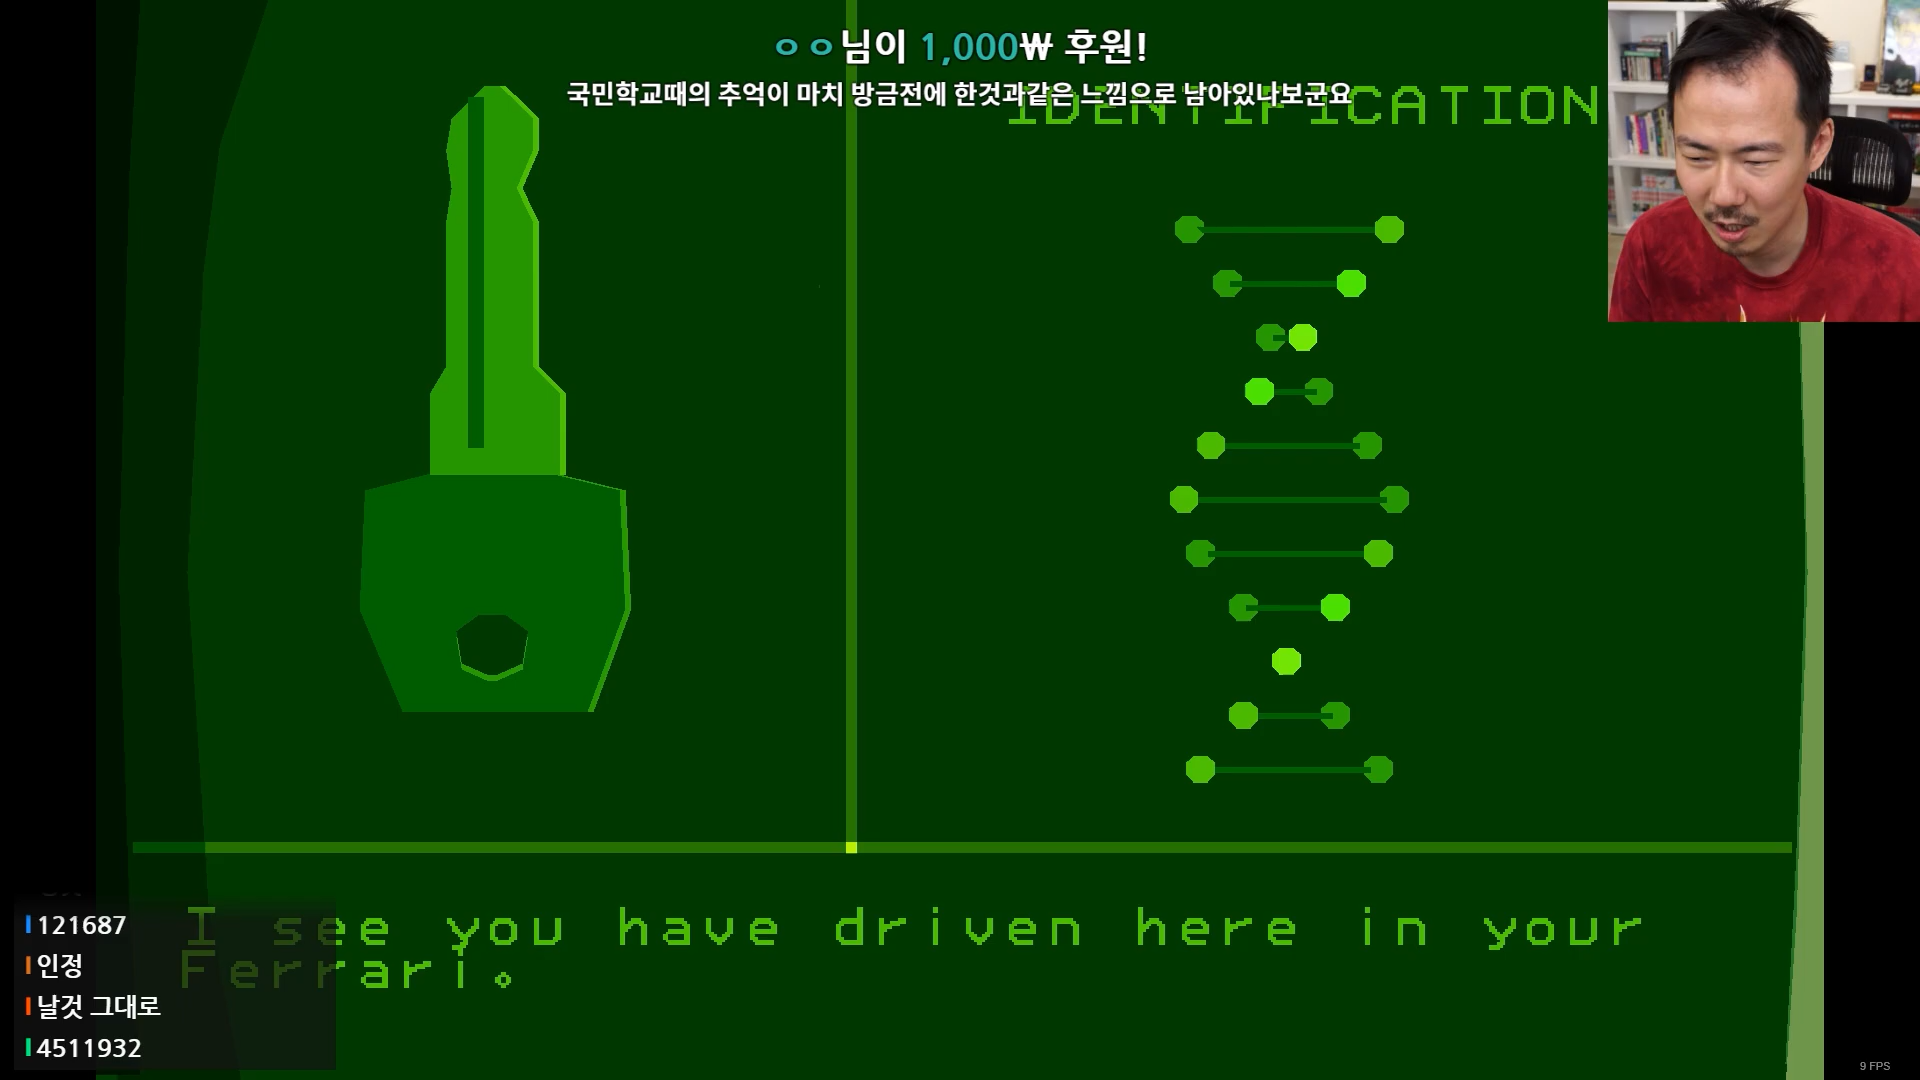 ㅇㅇ님이 1,000₩ 후원!
국민학교때의 추억이 마치 방금전에 한것과같은 느낌으로 남아있나보군요
IDENTIFICATION
I see you have driven here in your
Ferrari.
121687
인정
날것 그대로
4511932
9 FPS